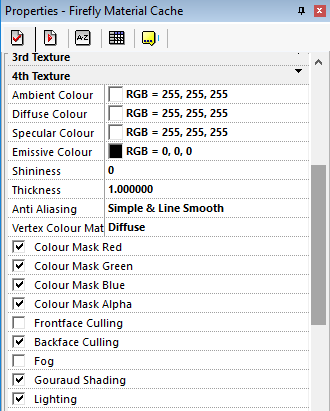 Properties - Firefly Material Cache
A-Z
3rd Texture
4th Texture
Ambient Colour RGB = 255, 255, 255
Diffuse Colour RGB = 255, 255, 255
Specular Colour RGB = 255, 255, 255
Emissive Colour RGB = 0, 0, 0
Shininess 0
Thickness 1.000000
Anti Aliasing Simple & Line Smooth
Vertex Colour Mat Diffuse
Colour Mask Red
Colour Mask Green
Colour Mask Blue
Colour Mask Alpha
Frontface Culling
Backface Culling
Fog
Gouraud Shading
Lighting